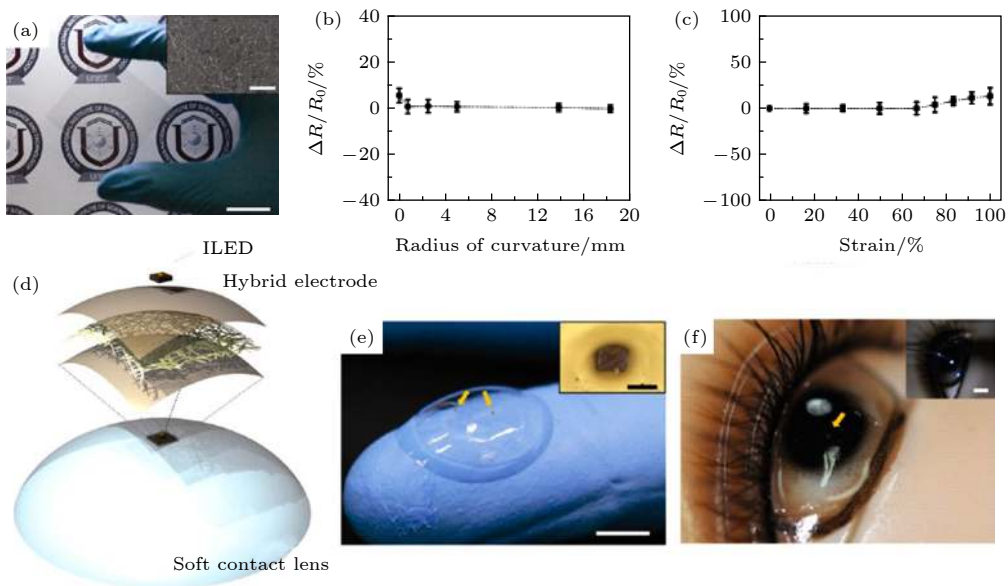 (a)
UNIST
(b)
ΔR/R₀/%
40
20
0
−20
−40
0 4 8 12 16 20
Radius of curvature/mm
(c)
ΔR/R₀/%
100
50
0
−50
−100
0 20 40 60 80 100
Strain/%
(d)
ILED
Hybrid electrode
Soft contact lens
(e)
(f)